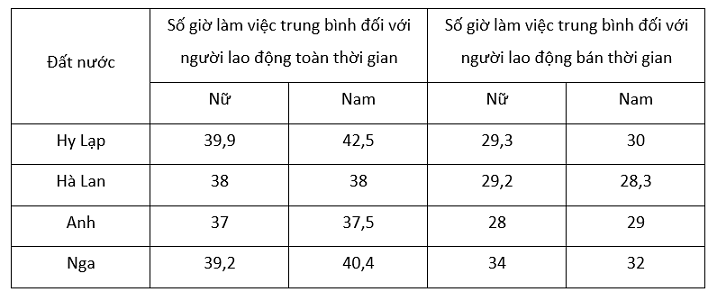 Đất nước
Số giờ làm việc trung bình đối với
người lao động toàn thời gian
Số giờ làm việc trung bình đối với
người lao động bán thời gian
Nữ Nam Nữ Nam
Hy Lạp 39,9 42,5 29,3 30
Hà Lan 38 38 29,2 28,3
Anh 37 37,5 28 29
Nga 39,2 40,4 34 32